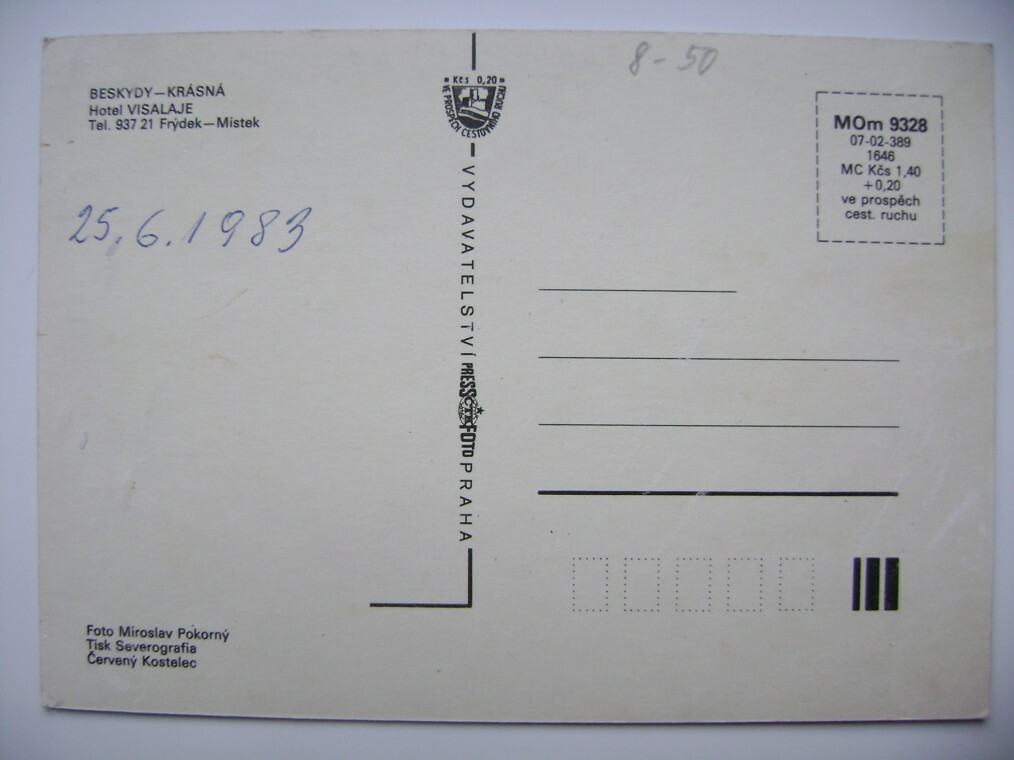 BESKYDY—KRÁSNÁ
Hotel VISALAJE
Tel. 937 21 Frýdek—Místek
25.6.1983
8-50
Kčs 0,20
VE PROSPĚCH CESTOVNÍHO RUCHU
VYDAVATELSTVÍ PRESSFOTO PRAHA
ČTK
MOm 9328
07-02-389
1646
MC Kčs 1,40
+0,20
ve prospěch
cest. ruchu
Foto Miroslav Pokorný
Tisk Severografia
Červený Kostelec